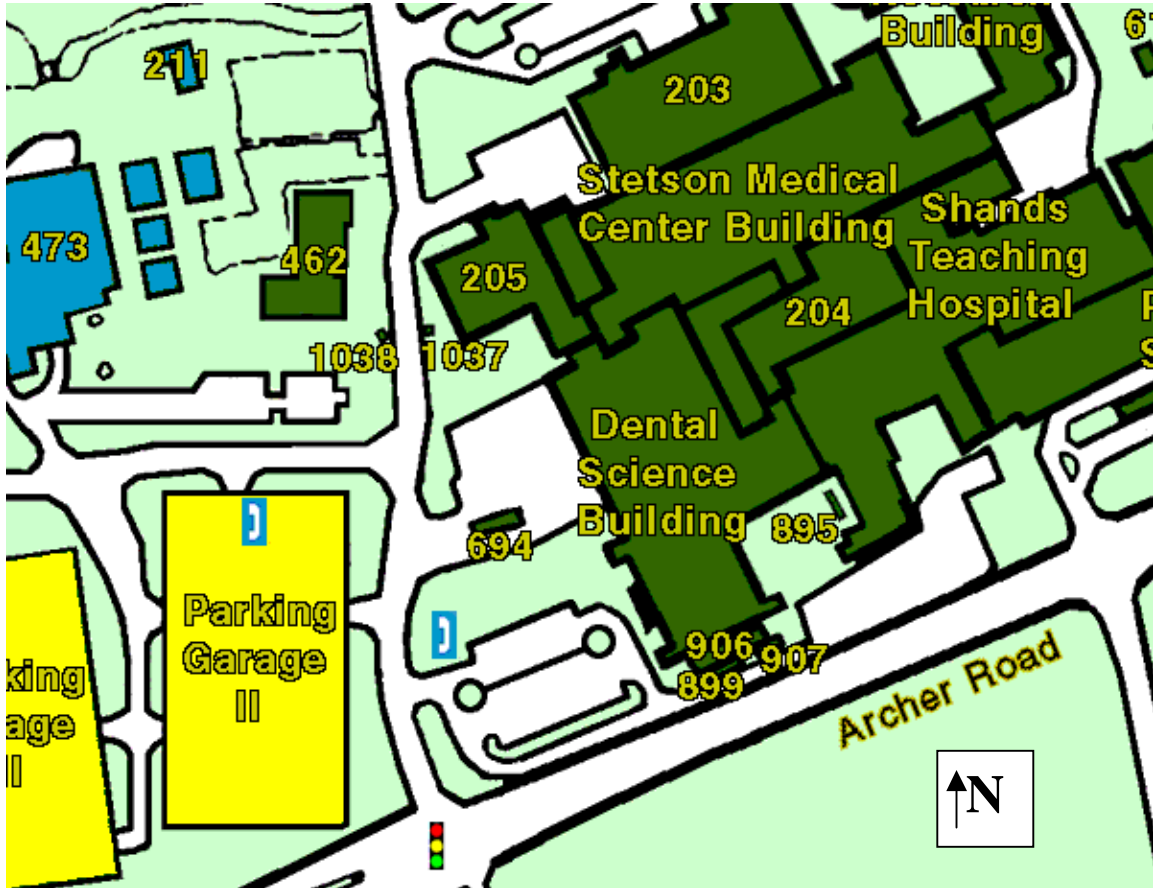 Building
211
203
Stetson Medical
Center Building
Shands
Teaching
Hospital
473
462
205
204
1038
1037
Dental
Science
Building
694
895
Parking
Garage
II
906
907
899
Archer Road
N